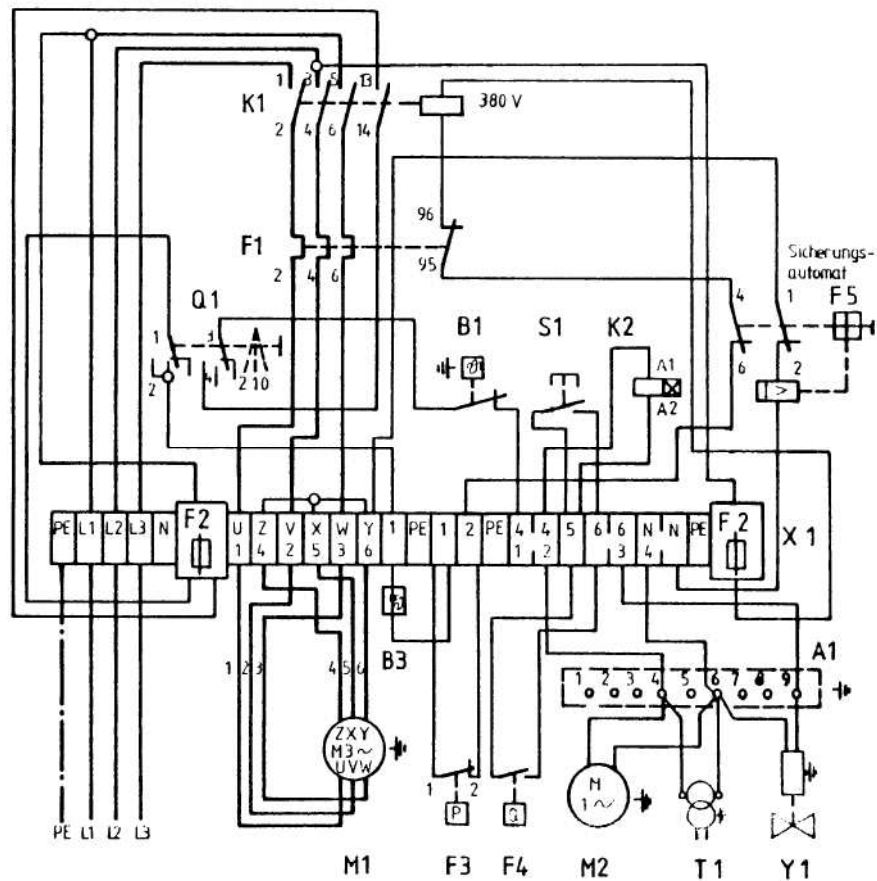 1 3 5 13
K1
380 V
2 4 6 14
96
F1
95
2 4 6
Sicherungs-
automat
4 1
F5
Q1
B1 S1 K2
1 3
A1
2 4 2 10
A2
6 2
>
PE L1 L2 L3 N F2 U Z V X W Y 1 PE 1 2 PE 4 4 5 6 6 N N PE F2 X1
1 4 2 5 3 6 1 2 3 4
B3
A1
1 2 3 4 5 6
1 2 3 4 5 6 7 8 9
ZXY
M3~
UVW
1 2
M
1~
P Q
PE L1 L2 L3
M1 F3 F4 M2 T1 Y1